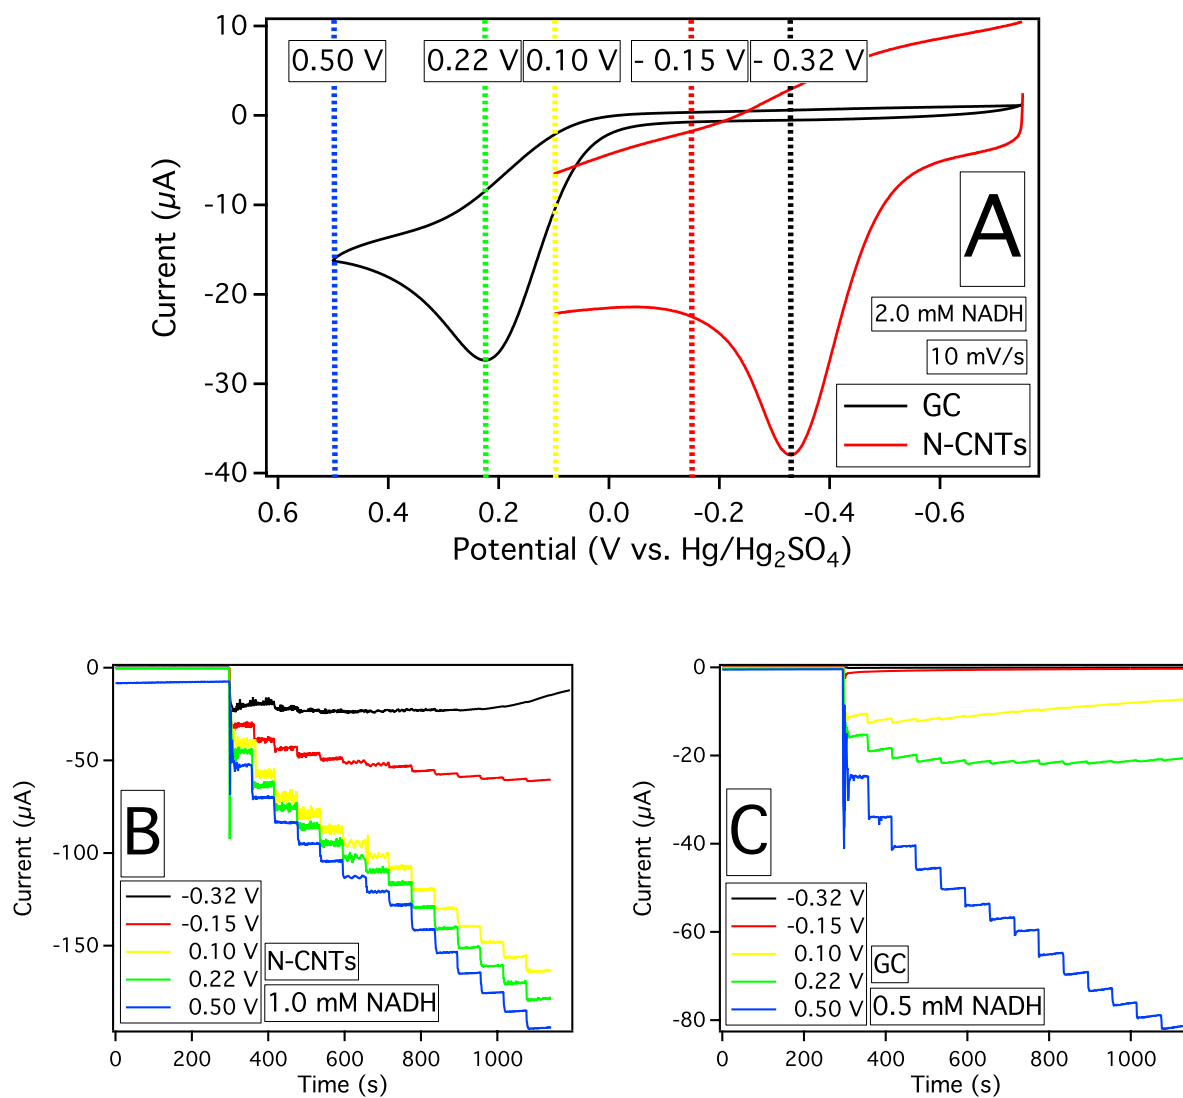 10
0
-10
-20
-30
-40
Current (µA)
0.50 V
0.22 V
0.10 V
- 0.15 V
- 0.32 V
A
2.0 mM NADH
10 mV/s
GC
N-CNTs
0.6
0.4
0.2
0.0
-0.2
-0.4
-0.6
Potential (V vs. Hg/Hg₂SO₄)
0
-50
-100
-150
Current (µA)
B
-0.32 V
-0.15 V
0.10 V
0.22 V
0.50 V
N-CNTs
1.0 mM NADH
0
200
400
600
800
1000
Time (s)
0
-20
-40
-60
-80
Current (µA)
C
-0.32 V
-0.15 V
0.10 V
0.22 V
0.50 V
GC
0.5 mM NADH
0
200
400
600
800
1000
Time (s)